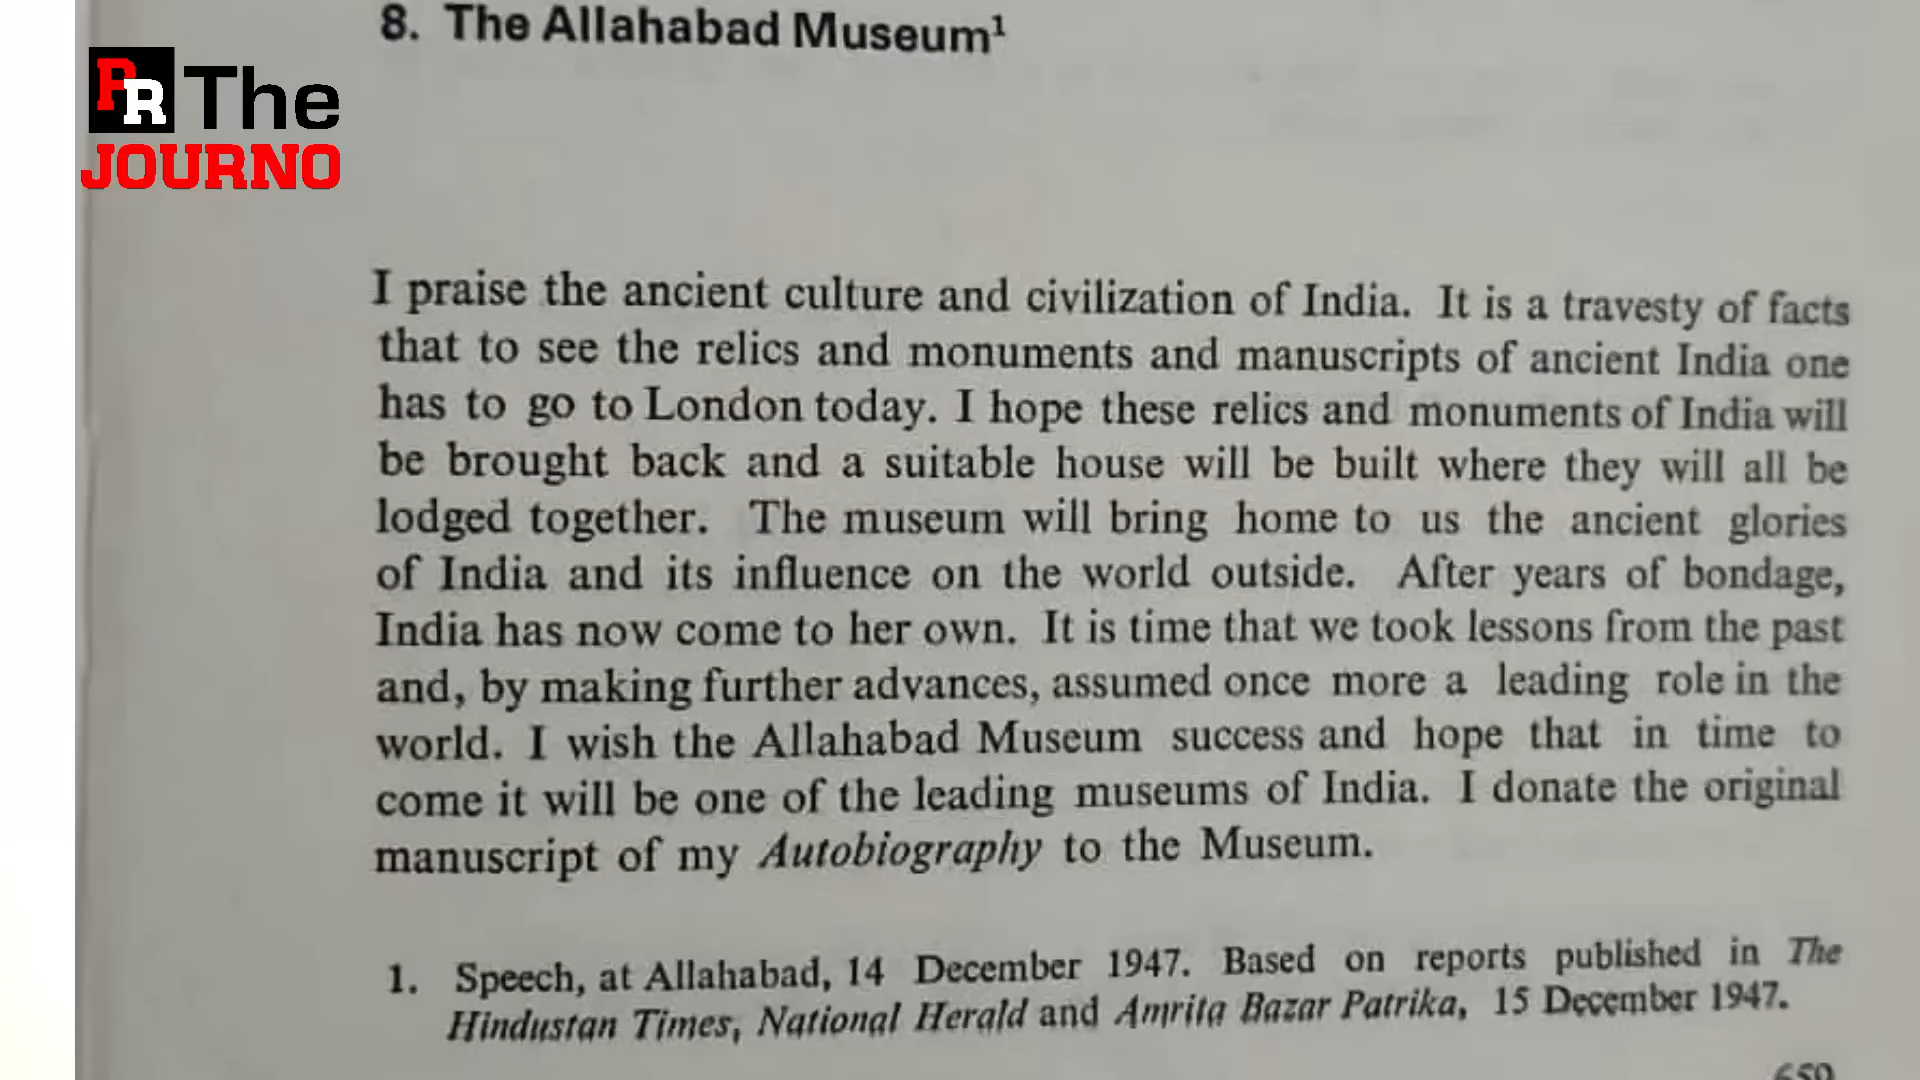 8. The Allahabad Museum¹
PR The
JOURNO
I praise the ancient culture and civilization of India. It is a travesty of facts
that to see the relics and monuments and manuscripts of ancient India one
has to go to London today. I hope these relics and monuments of India will
be brought back and a suitable house will be built where they will all be
lodged together. The museum will bring home to us the ancient glories
of India and its influence on the world outside. After years of bondage,
India has now come to her own. It is time that we took lessons from the past
and, by making further advances, assumed once more a leading role in the
world. I wish the Allahabad Museum success and hope that in time to
come it will be one of the leading museums of India. I donate the original
manuscript of my Autobiography to the Museum.
1. Speech, at Allahabad, 14 December 1947. Based on reports published in The
Hindustan Times, National Herald and Amrita Bazar Patrika, 15 December 1947.